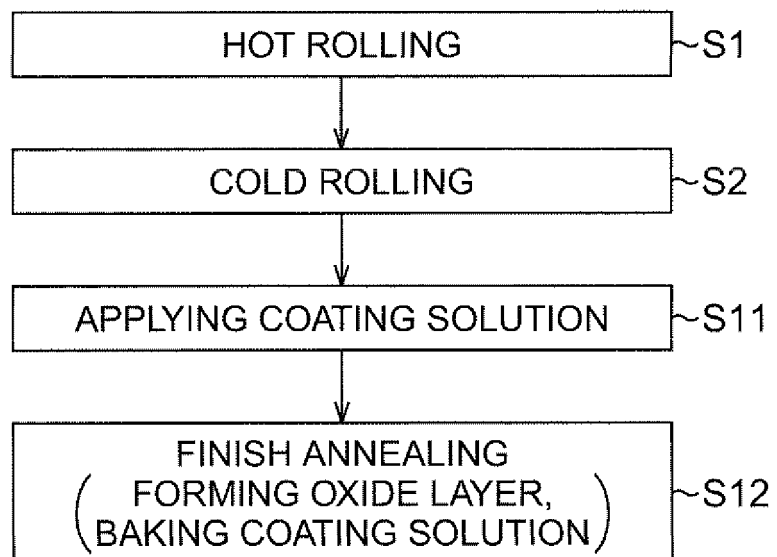 HOT ROLLING ~S1
COLD ROLLING ~S2
APPLYING COATING SOLUTION ~S11
FINISH ANNEALING
(FORMING OXIDE LAYER,
BAKING COATING SOLUTION) ~S12